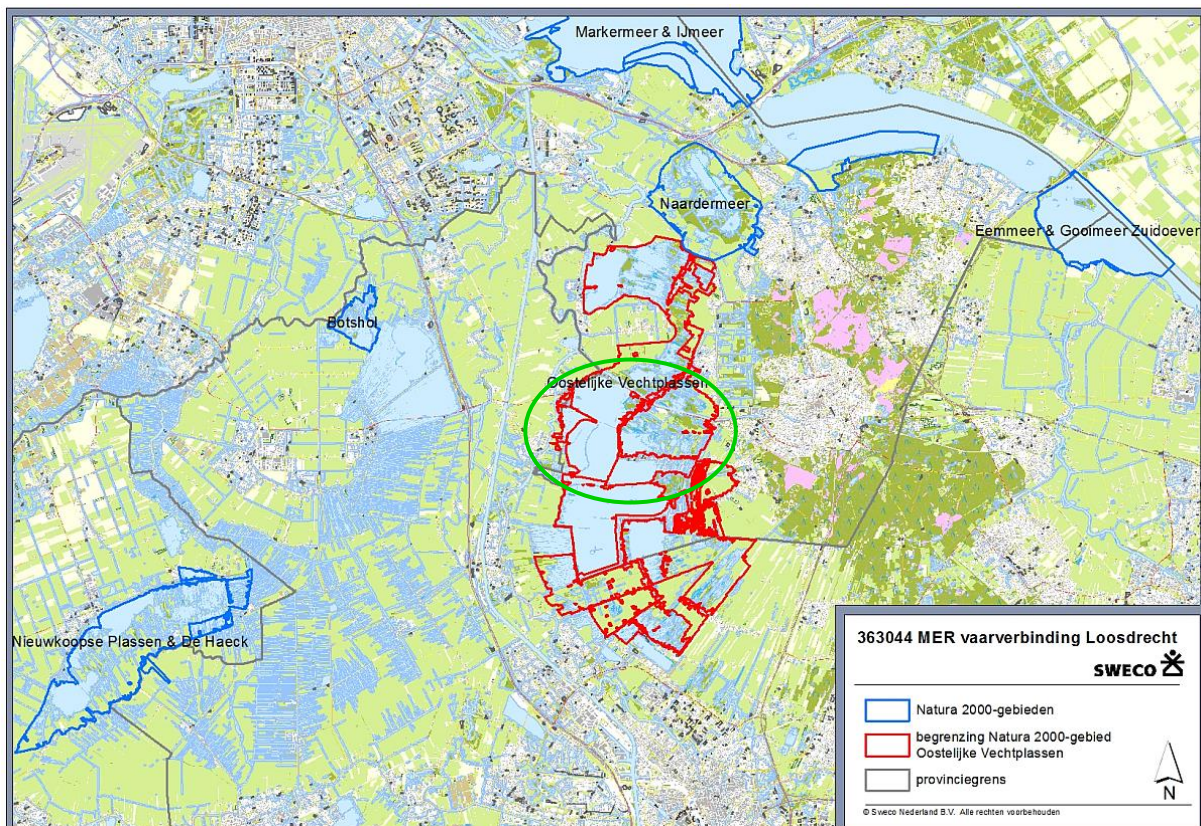 Markermeer & IJmeer
Naardermeer
Eemmeer & Gooimeer Zuidoever
Botshol
Oostelijke Vechtplassen
Nieuwkoopse Plassen & De Haeck
363044 MER vaarverbinding Loosdrecht
SWECO
Natura 2000-gebieden
begrenzing Natura 2000-gebied
Oostelijke Vechtplassen
provinciegrens
N
© Sweco Nederland B.V. Alle rechten voorbehouden